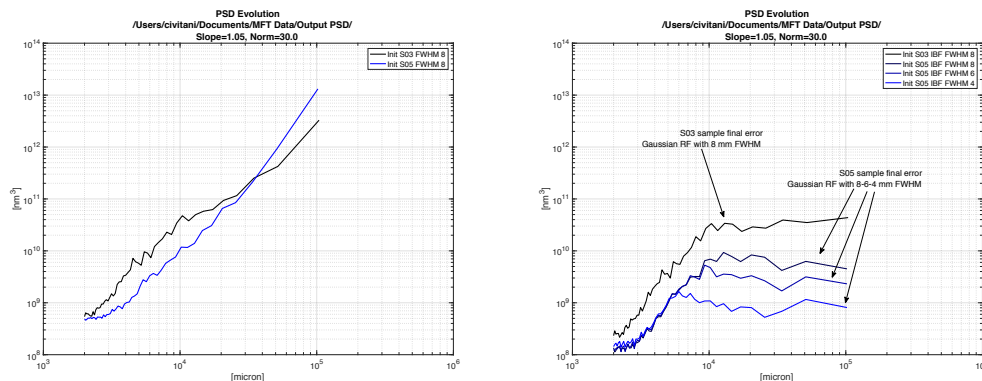 PSD Evolution
/Users/civitani/Documents/MFT Data/Output PSD/
Slope=1.05, Norm=30.0
10^14
10^13
10^12
10^11
10^10
10^9
10^8
[nm^3]
10^3
10^4
10^5
10^6
[micron]
Init S03 FWHM 8
Init S05 FWHM 8
PSD Evolution
/Users/civitani/Documents/MFT Data/Output PSD/
Slope=1.05, Norm=30.0
10^14
10^13
10^12
10^11
10^10
10^9
10^8
[nm^3]
10^3
10^4
10^5
10^6
[micron]
Init S03 IBF FWHM 8
Init S05 IBF FWHM 8
Init S05 IBF FWHM 6
Init S05 IBF FWHM 4
S03 sample final error
Gaussian RF with 8 mm FWHM
S05 sample final error
Gaussian RF with 8-6-4 mm FWHM